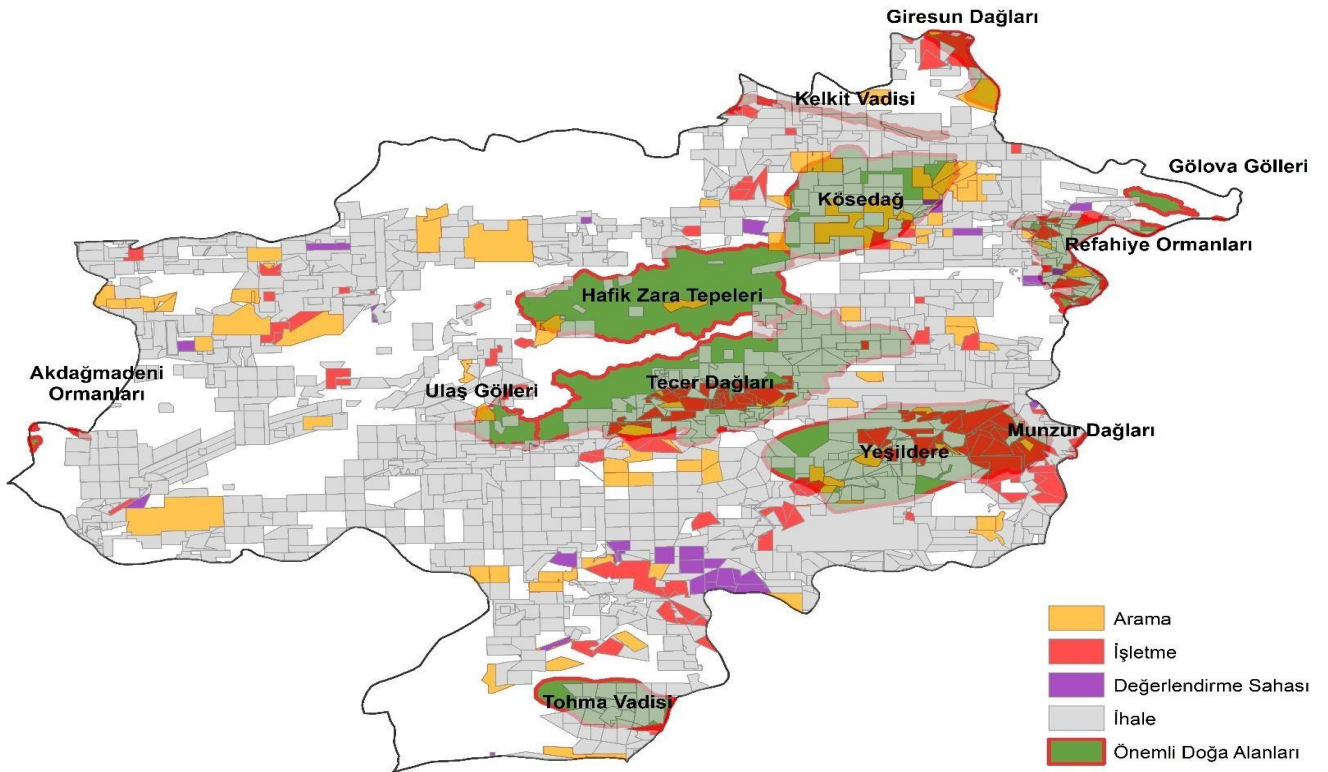 Giresun Dağları
Kelkit Vadisi
Gölova Gölleri
Kösedağ
Refahiye Ormanları
Hafik Zara Tepeleri
Akdağmadeni
Ormanları
Ulaş Gölleri
Tecer Dağları
Munzur Dağları
Yeşildere
Tohma Vadisi
Arama
İşletme
Değerlendirme Sahası
İhale
Önemli Doğa Alanları